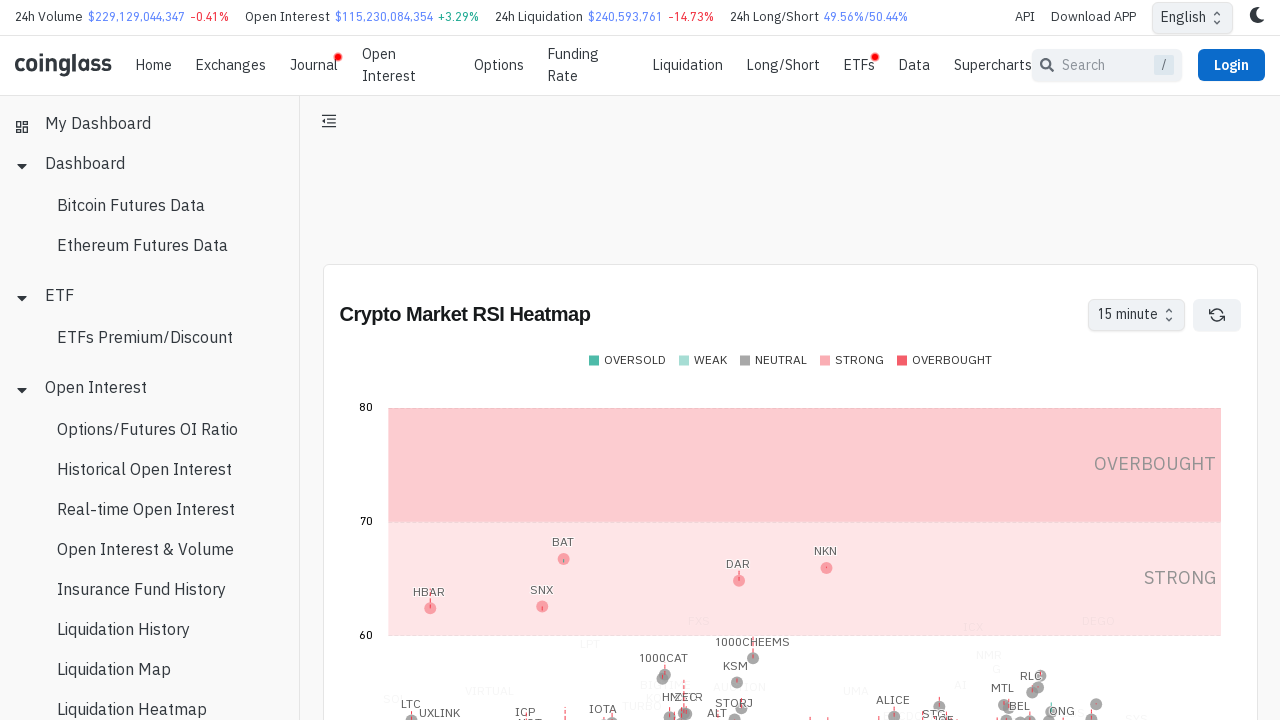 24h Volume $229,129,044,347 -0.41% Open Interest $115,230,084,354 +3.29% 24h Liquidation $240,593,761 -14.73% 24h Long/Short 49.56%/50.44% API Download APP English
coinglass Home Exchanges Journal Open Interest Options Funding Rate Liquidation Long/Short ETFs Data Supercharts Search / Login
My Dashboard
Dashboard
Bitcoin Futures Data
Ethereum Futures Data
ETF
ETFs Premium/Discount
Open Interest
Options/Futures OI Ratio
Historical Open Interest
Real-time Open Interest
Open Interest & Volume
Insurance Fund History
Liquidation History
Liquidation Map
Liquidation Heatmap
Crypto Market RSI Heatmap 15 minute
OVERSOLD WEAK NEUTRAL STRONG OVERBOUGHT
80
OVERBOUGHT
70
BAT
NKN
DAR
STRONG
HBAR
SNX
60
1000CHEEMS
1000CAT
KSM
RLC
MTL
LTC
UXLINK
ICP
IOTA
STORJ
ALT
ALICE
STG
BEL
ONG